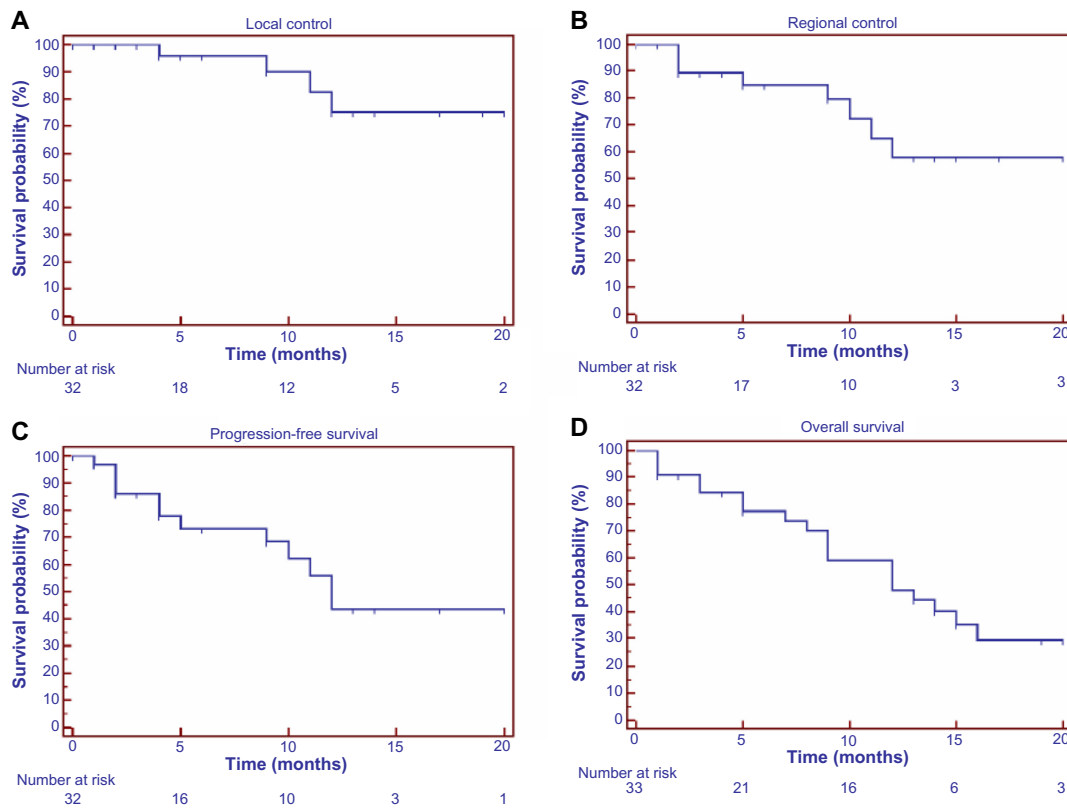 A
Local control
Survival probability (%)
100
90
80
70
60
50
40
30
20
10
0
0 5 10 15 20
Time (months)
Number at risk
32 18 12 5 2
B
Regional control
Survival probability (%)
100
90
80
70
60
50
40
30
20
10
0
0 5 10 15 20
Time (months)
Number at risk
32 17 10 3 3
C
Progression-free survival
Survival probability (%)
100
90
80
70
60
50
40
30
20
10
0
0 5 10 15 20
Time (months)
Number at risk
32 16 10 3 1
D
Overall survival
Survival probability (%)
100
90
80
70
60
50
40
30
20
10
0
0 5 10 15 20
Time (months)
Number at risk
33 21 16 6 3